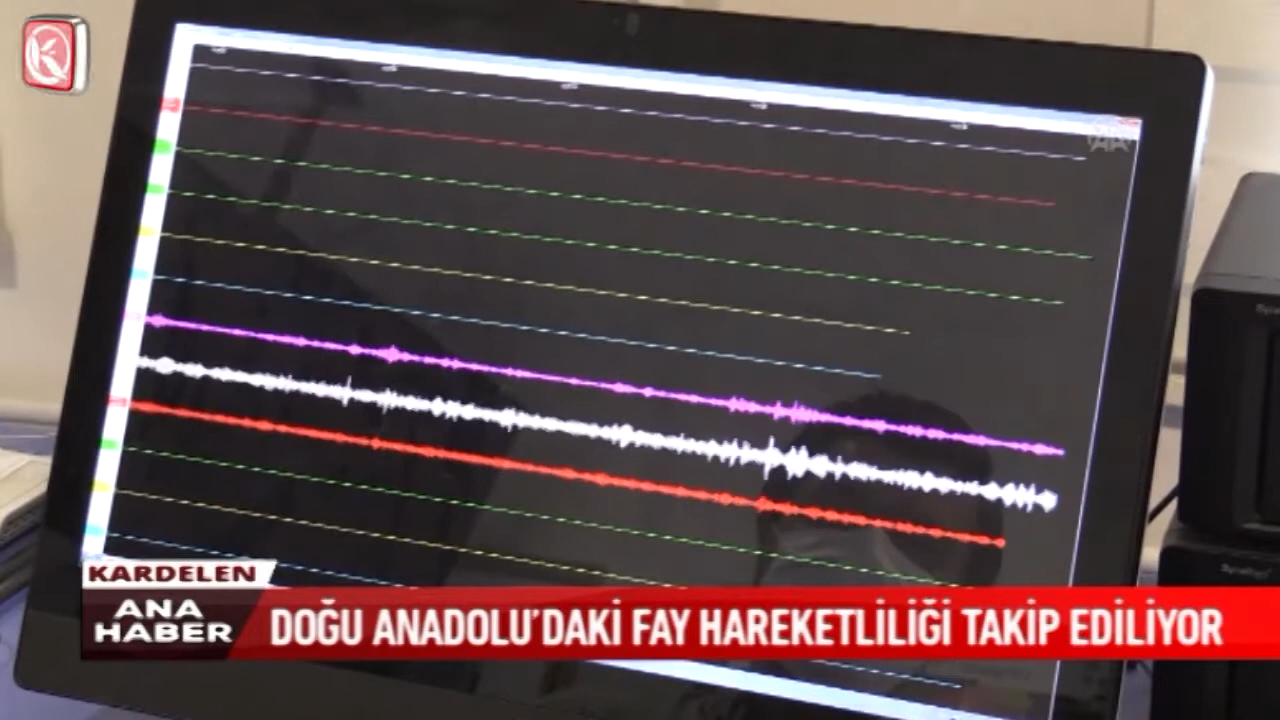 KARDELEN
ANA
HABER
DOĞU ANADOLU'DAKİ FAY HAREKETLİLİĞİ TAKİP EDİLİYOR